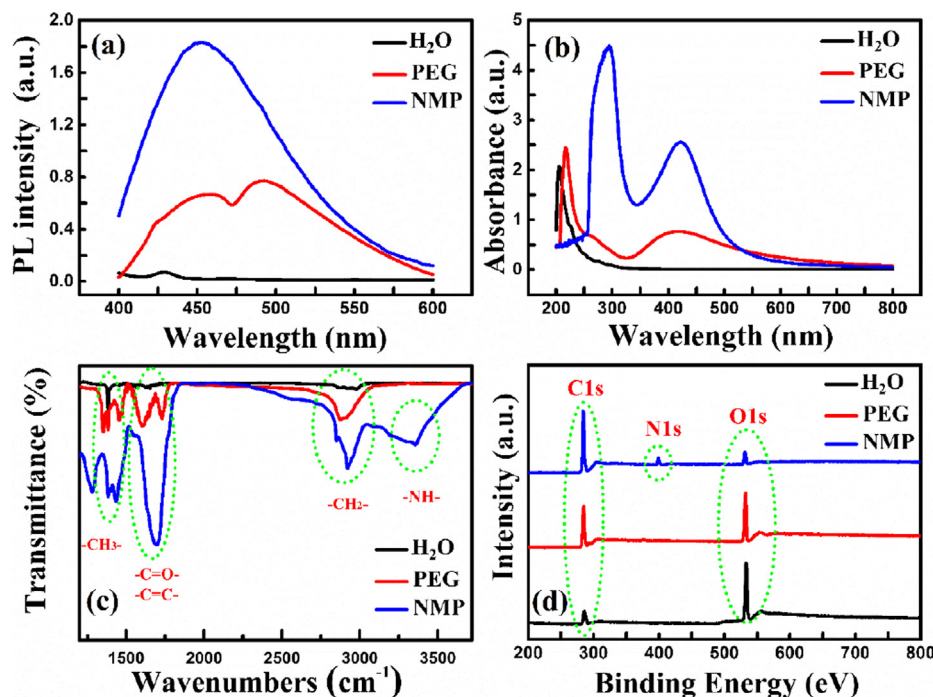 (a)
H₂O
PEG
NMP
PL intensity (a.u.)
2.0
1.6
1.2
0.8
0.4
0.0
400 450 500 550 600
Wavelength (nm)
(b)
H₂O
PEG
NMP
Absorbance (a.u.)
5
4
3
2
1
0
200 300 400 500 600 700 800
Wavelength (nm)
Transmittance (%)
-CH₃-
-C=O-
-C=C-
-CH₂-
-NH-
(c)
H₂O
PEG
NMP
1500 2000 2500 3000 3500
Wavenumbers (cm⁻¹)
Intensity (a.u.)
C1s
N1s
O1s
H₂O
PEG
NMP
(d)
200 300 400 500 600 700 800
Binding Energy (eV)